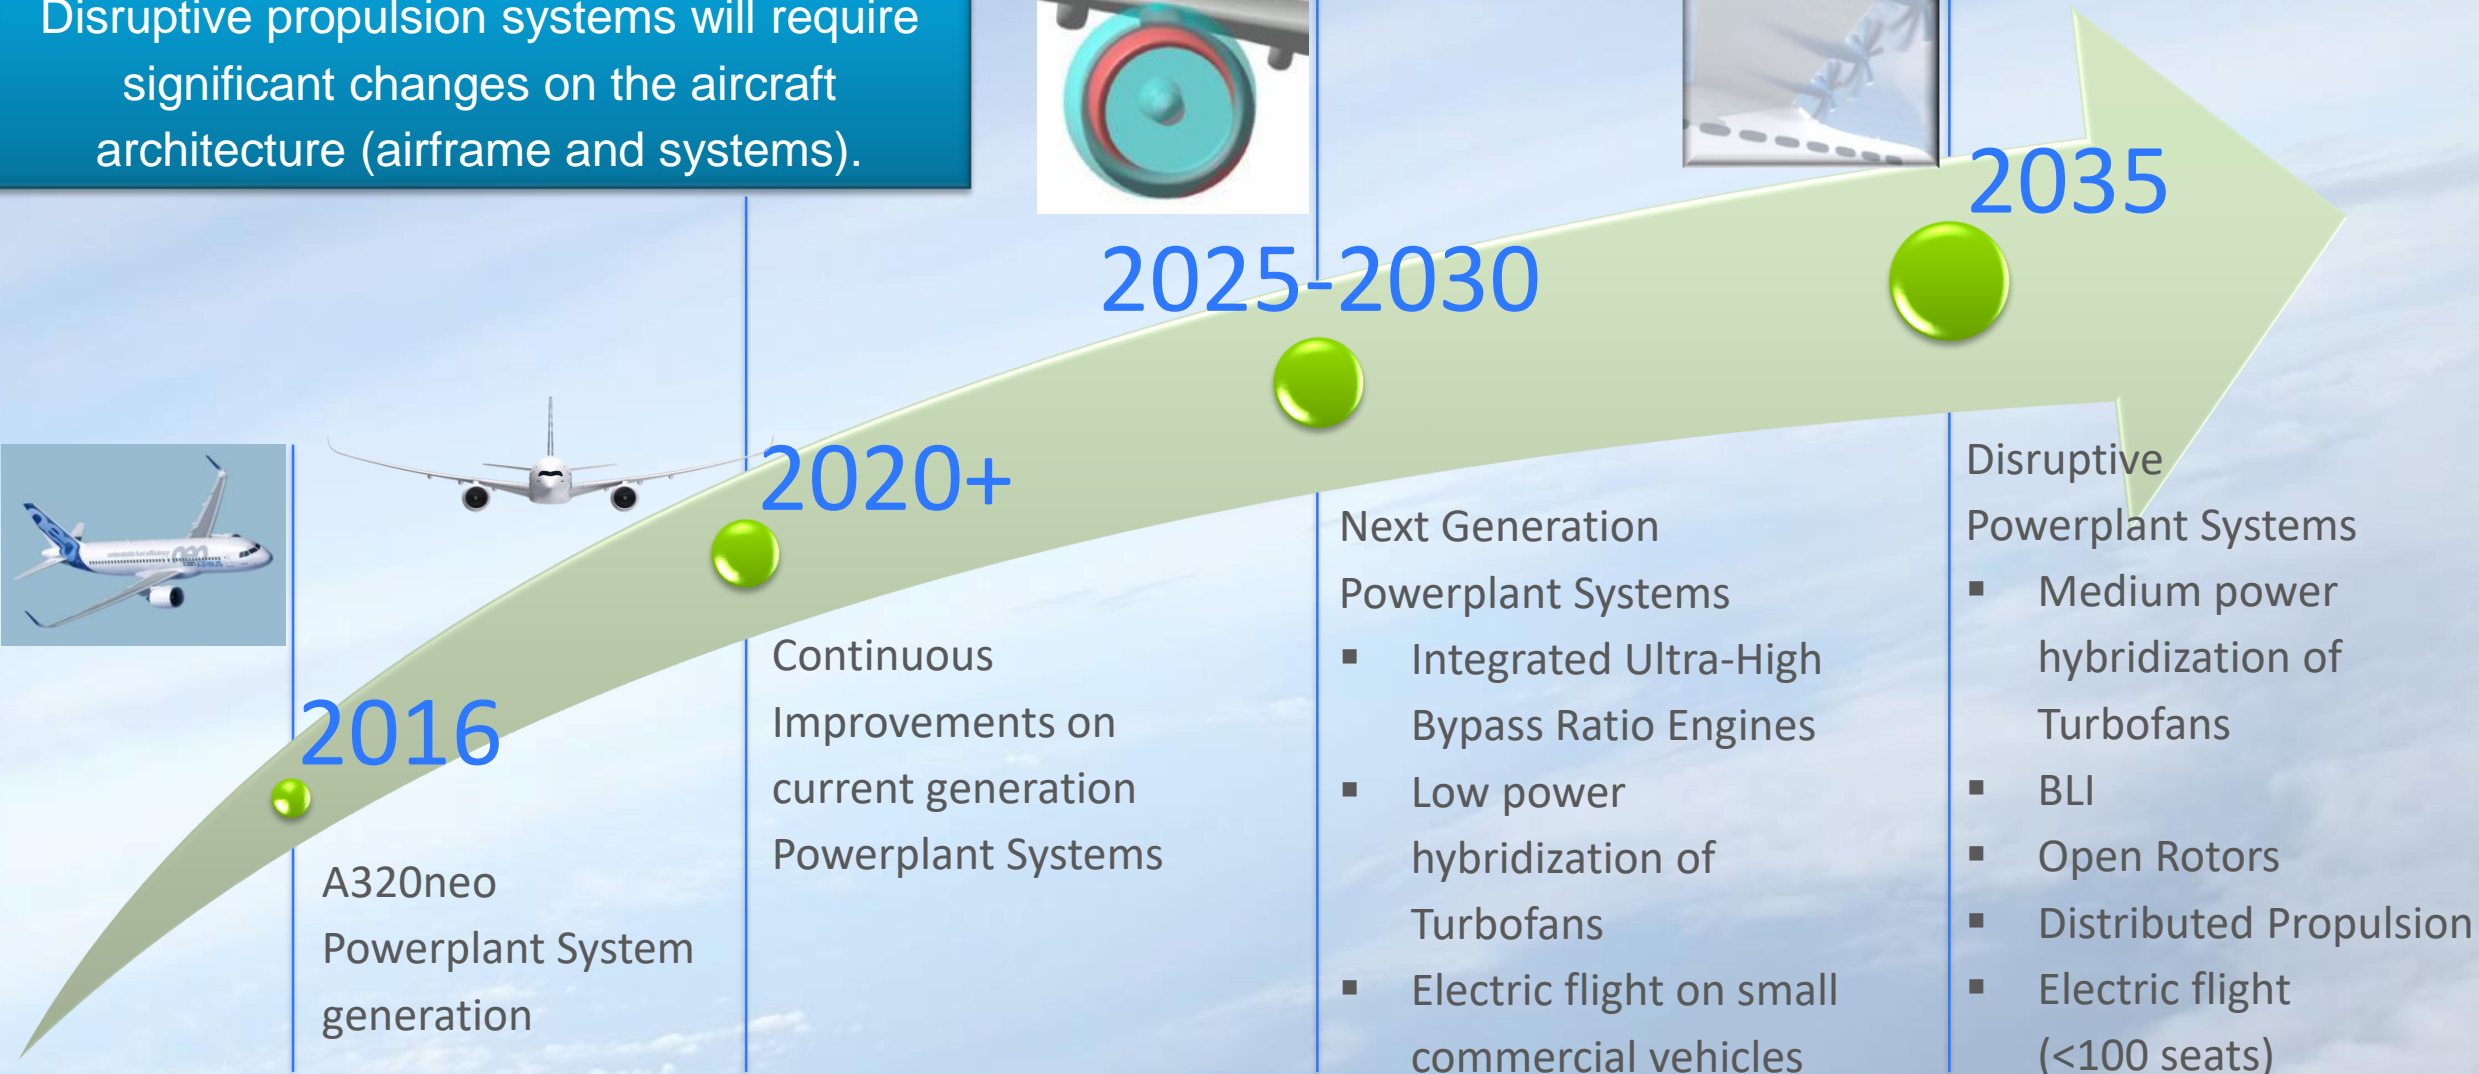 Disruptive propulsion systems will require
significant changes on the aircraft
architecture (airframe and systems).
2035
2025-2030
2020+
2016
neo
A320neo
Powerplant System
generation
Continuous
Improvements on
current generation
Powerplant Systems
Next Generation
Powerplant Systems
▪ Integrated Ultra-High
Bypass Ratio Engines
▪ Low power
hybridization of
Turbofans
▪ Electric flight on small
commercial vehicles
Disruptive
Powerplant Systems
▪ Medium power
hybridization of
Turbofans
▪ BLI
▪ Open Rotors
▪ Distributed Propulsion
▪ Electric flight
(<100 seats)